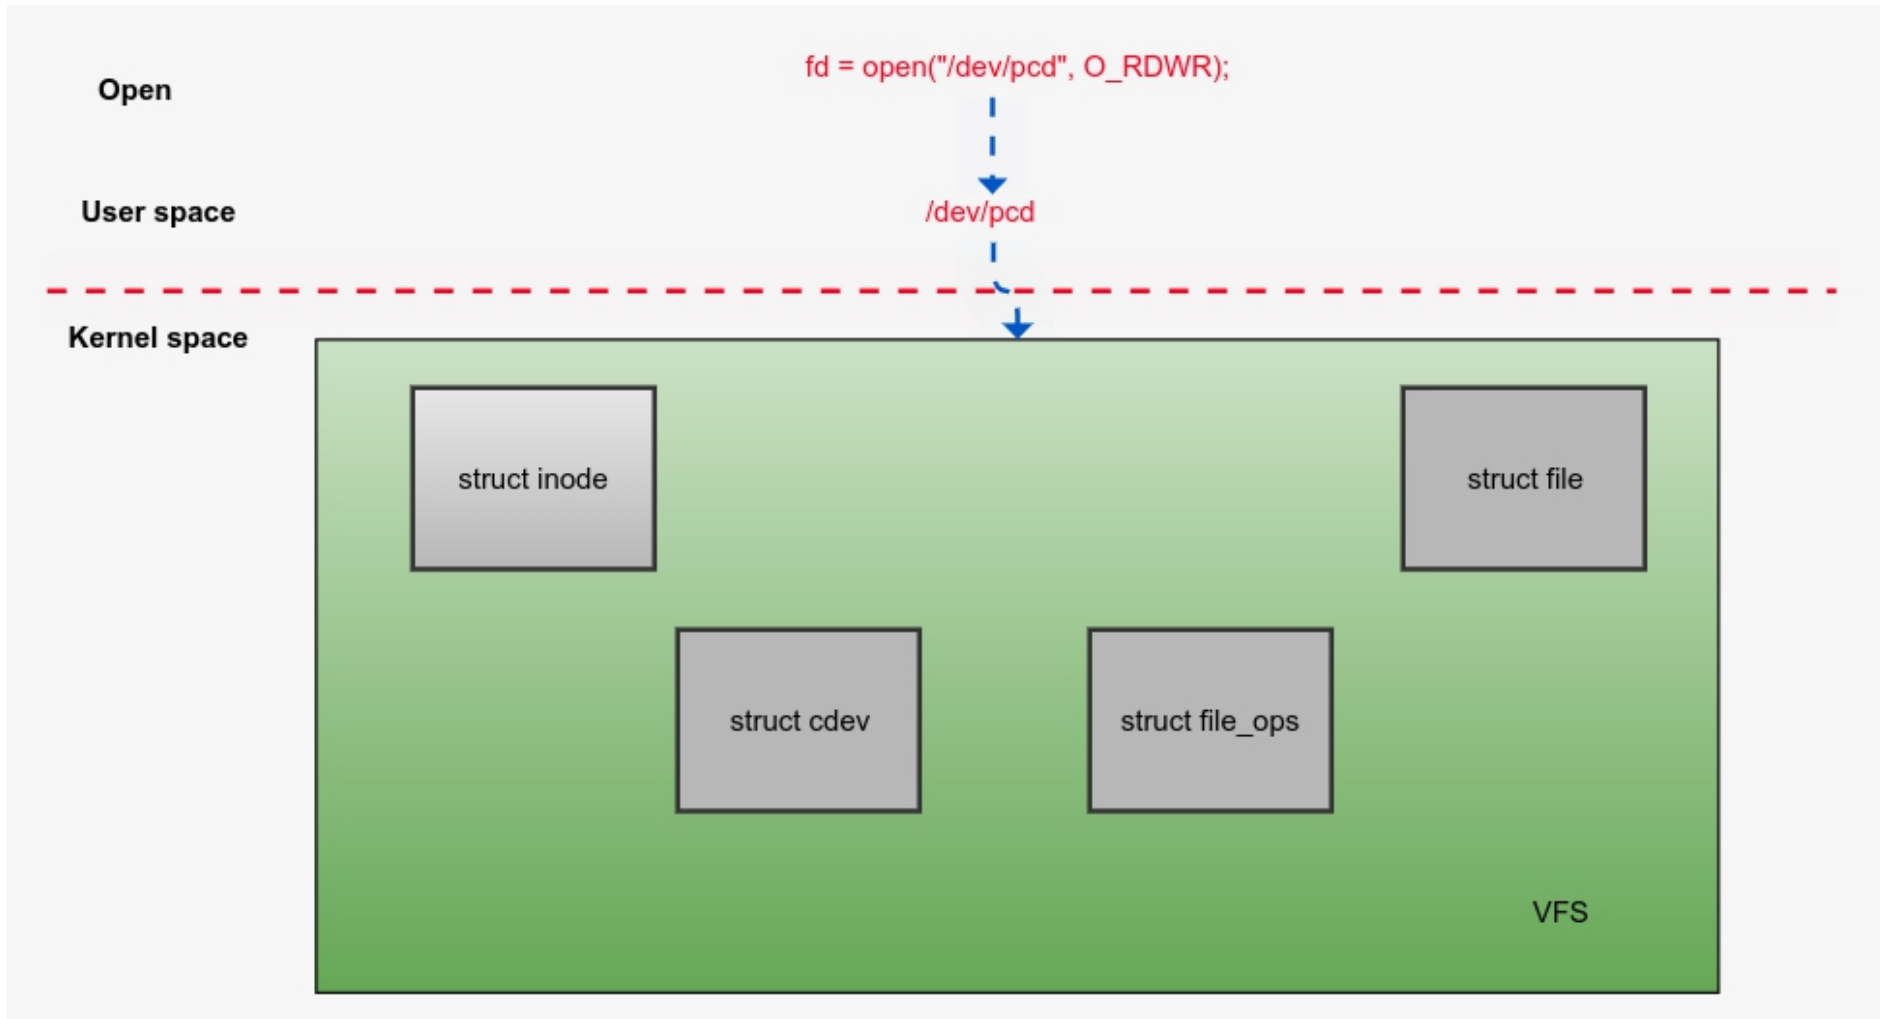 fd = open("/dev/pcd", O_RDWR);
Open
User space
/dev/pcd
Kernel space
struct inode
struct file
struct cdev
struct file_ops
VFS